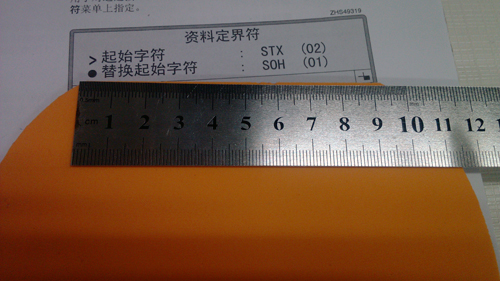 符菜单上指定。
ZHS49319
资料定界符
> 起始字符 : STX (02)
● 替换起始字符 : SOH (01)
1 2 3 4 5 6 7 8 9 10 11 12